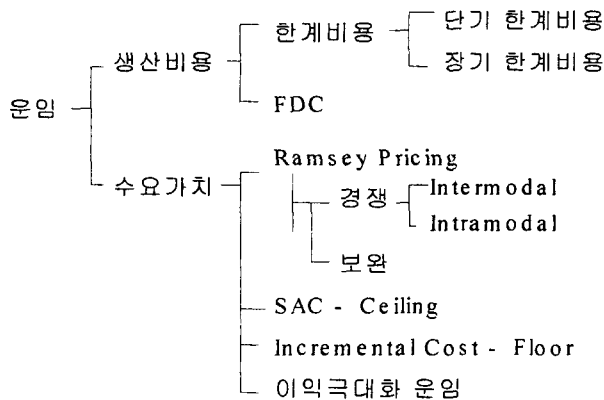 단기 한계비용
한계비용
장기 한계비용
생산비용
FDC
운임
Ramsey Pricing
수요가치
경쟁
Intermodal
Intramodal
보완
SAC - Ceiling
Incremental Cost - Floor
이익극대화 운임